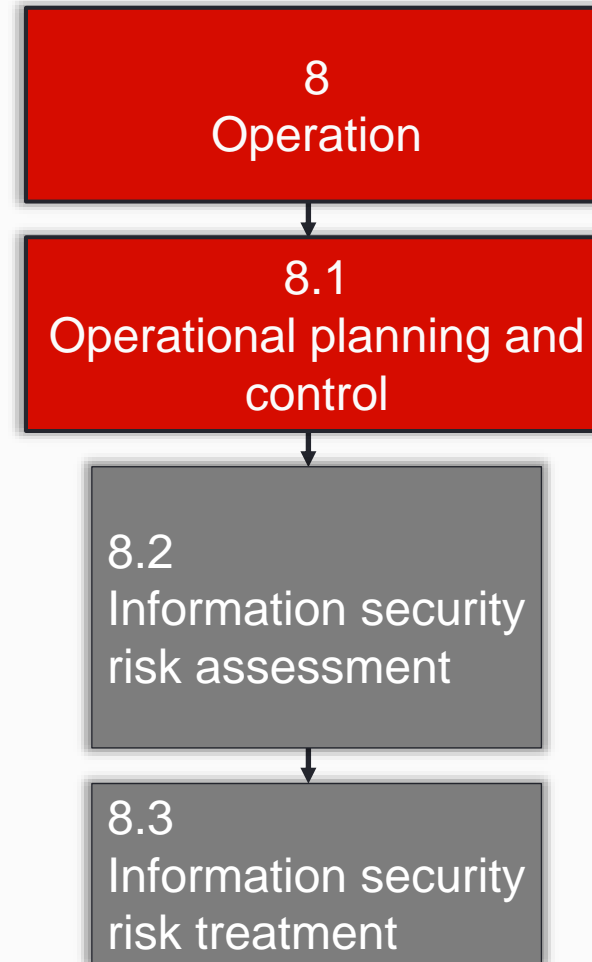 8
Operation
8.1
Operational planning and
control
8.2
Information security
risk assessment
8.3
Information security
risk treatment